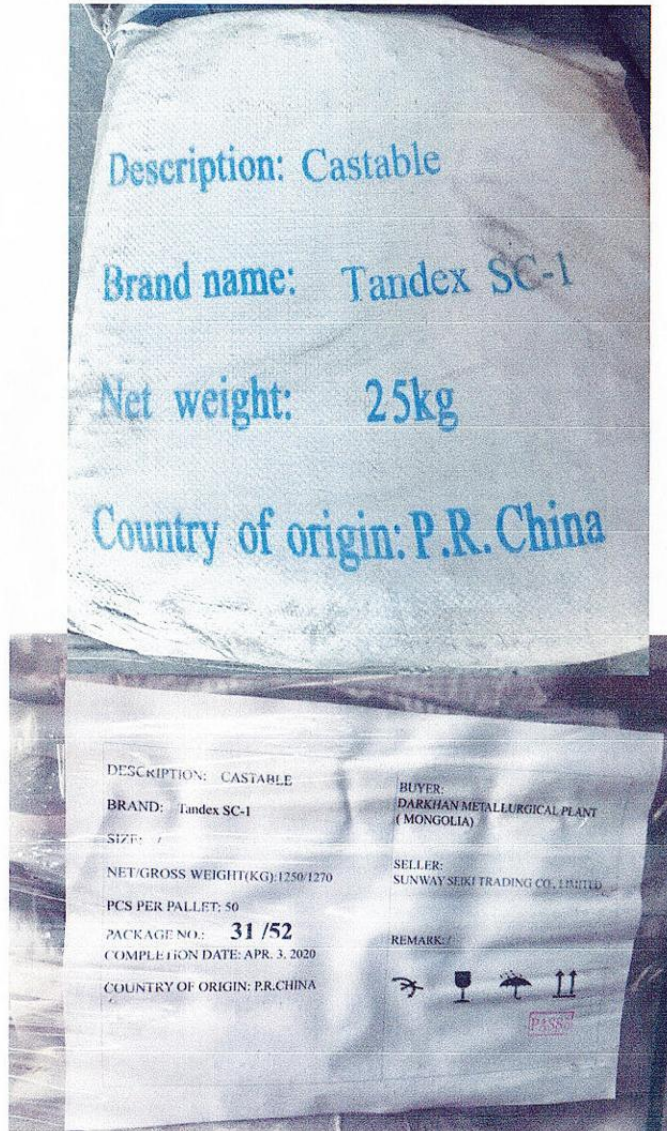 Description: Castable
Brand name: Tandex SC-1
Net weight: 25kg
Country of origin: P.R. China
DESCRIPTION: CASTABLE
BRAND: Tandex SC-1
SIZE: /
NET/GROSS WEIGHT(KG):1250/1270
PCS PER PALLET: 50
PACKAGE NO.: 31 /52
COMPLETION DATE: APR. 3. 2020
COUNTRY OF ORIGIN: P.R.CHINA
BUYER:
DARKHAN METALLURGICAL PLANT
( MONGOLIA)
SELLER:
SUNWAY SEIKI TRADING CO., LIMITED
REMARK: /
PASS